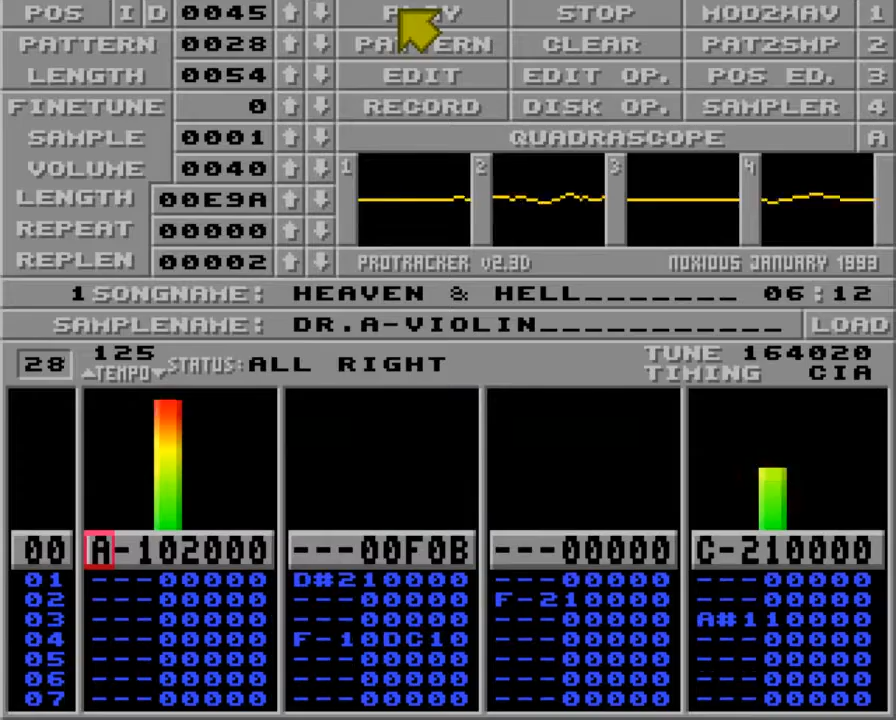 POS I D 0045 STOP MOD2WAV 1
PATTERN 0028 PATTERN CLEAR PAT2SMP 2
LENGTH 0054 EDIT EDIT OP. POS ED. 3
FINETUNE 0 RECORD DISK OP. SAMPLER 4
SAMPLE 0001 QUADRASCOPE A
VOLUME 0040 1 2 3 4
LENGTH 00E9A
REPEAT 00000
REPLEN 00002 PROTRACKER V2.3D NOXIOUS JANUARY 1993
1 SONGNAME: HEAVEN & HELL_______ 06:12
SAMPLENAME: DR.A-VIOLIN___________ LOAD
28 125 TEMPO STATUS: ALL RIGHT TUNE 164020
TIMING CIA
00 A-102000 ---00F0B ---00000 C-210000
01 ---00000 D#210000 ---00000 ---00000
02 ---00000 ---00000 F-210000 ---00000
03 ---00000 ---00000 ---00000 A#110000
04 ---00000 F-10DC10 ---00000 ---00000
05 ---00000 ---00000 ---00000 ---00000
06 ---00000 ---00000 ---00000 ---00000
07 ---00000 ---00000 ---00000 ---00000